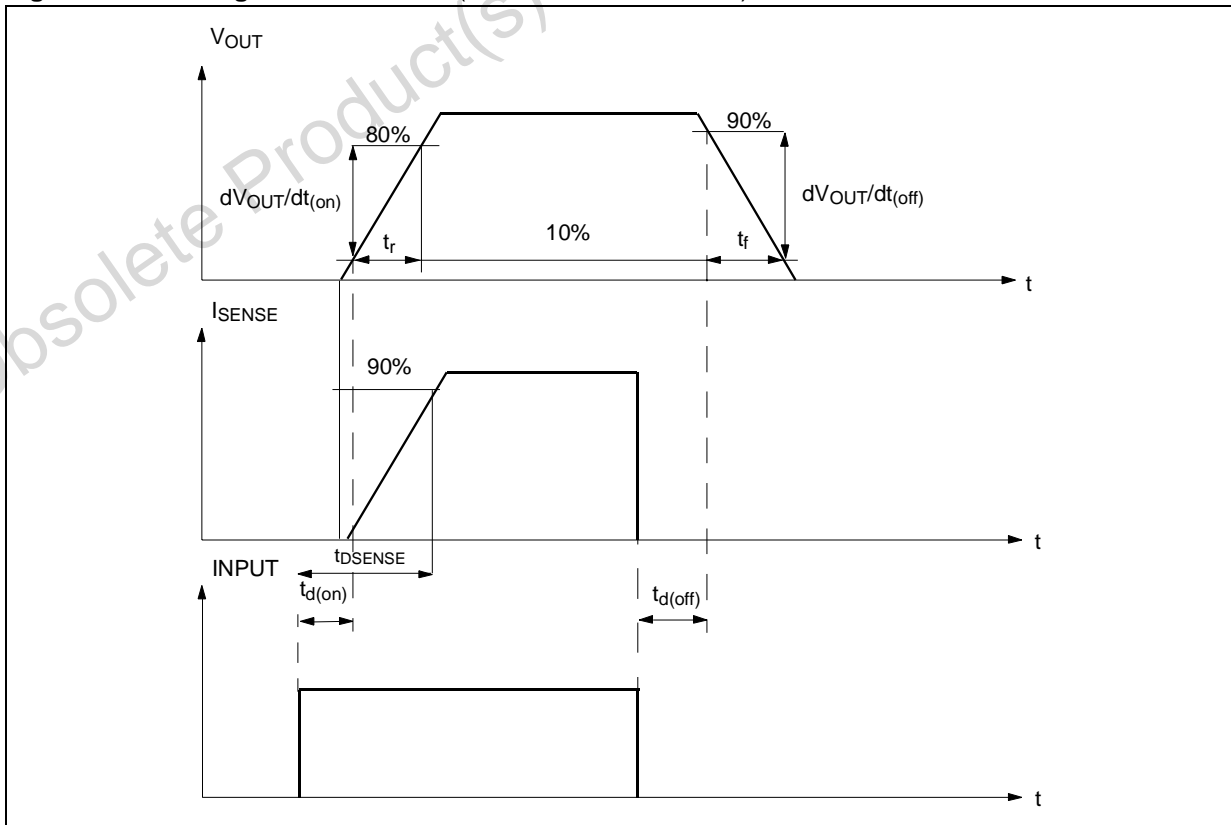 VOUT
90%
80%
dVOUT/dt(on)
dVOUT/dt(off)
tr
10%
tf
t
ISENSE
90%
t
tDSENSE
INPUT
td(on)
td(off)
t
Obsolete Product(s)